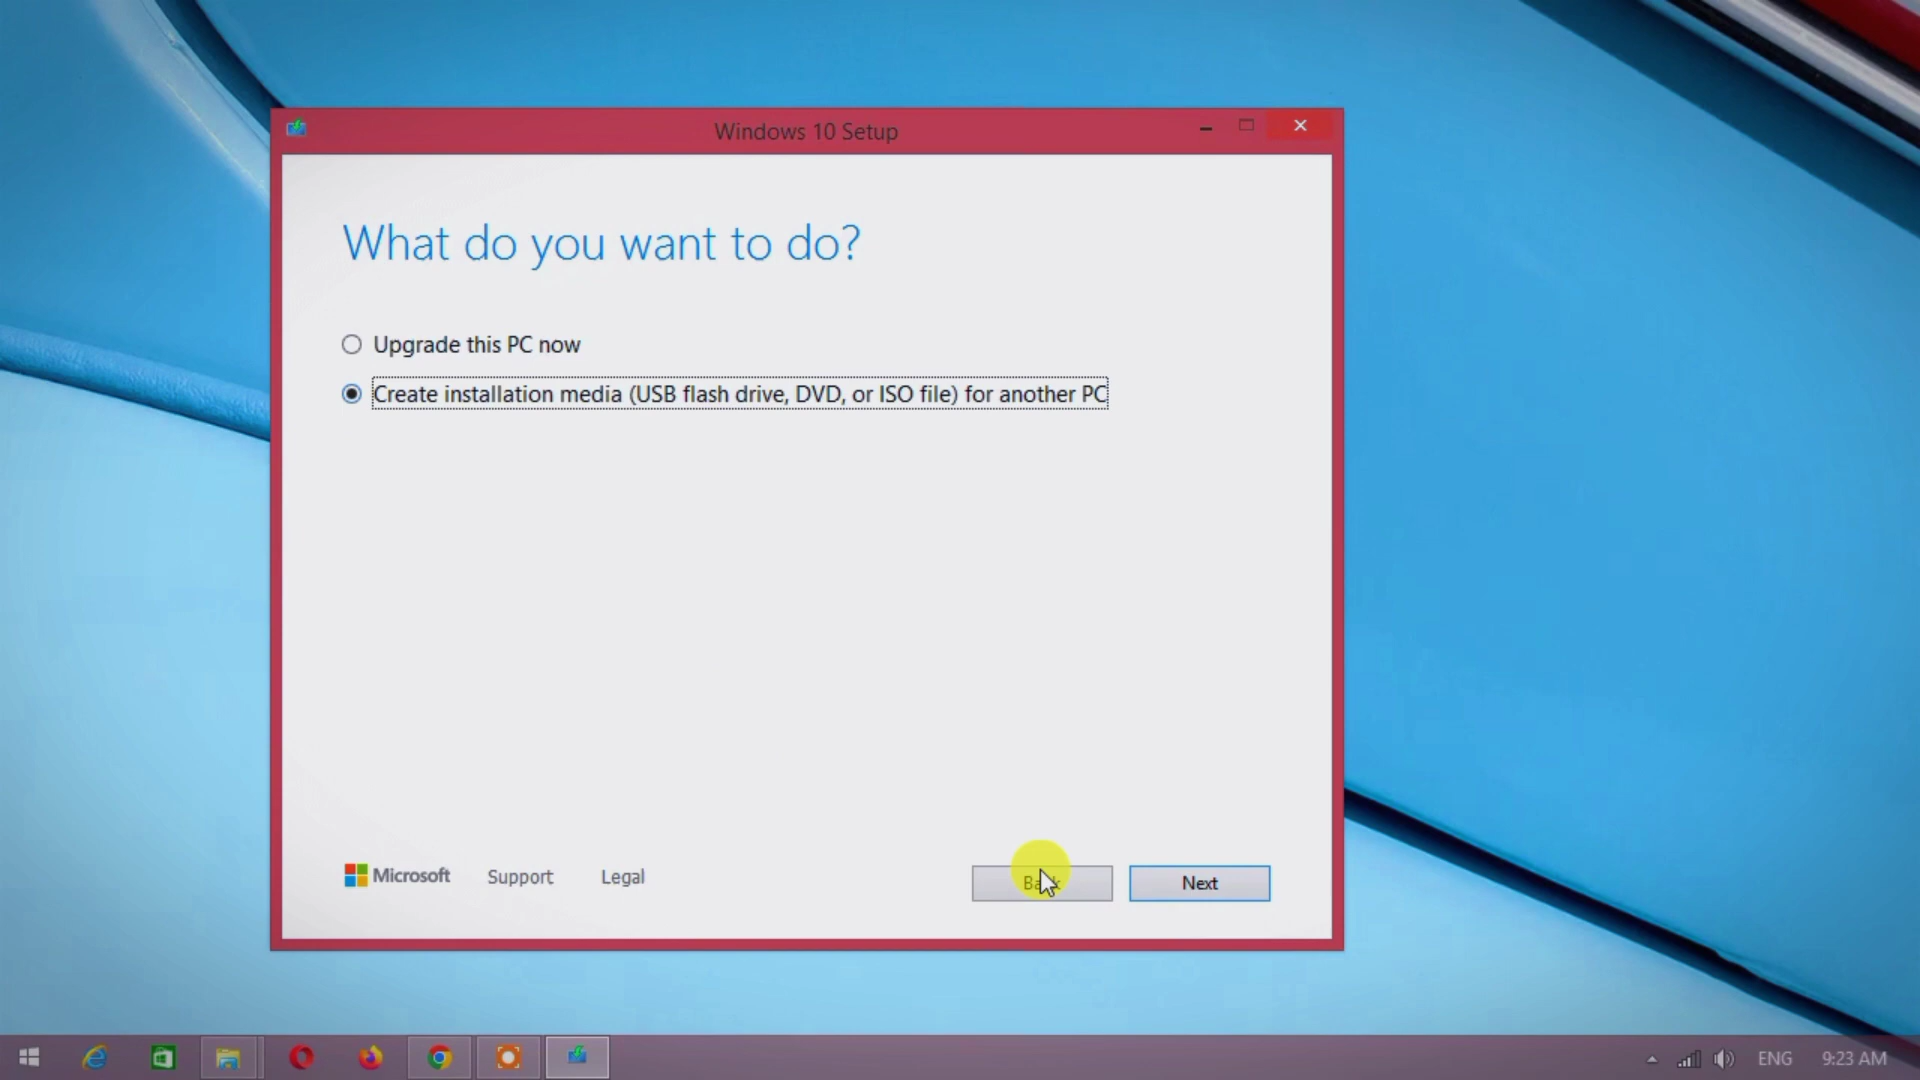 Windows 10 Setup
What do you want to do?
Upgrade this PC now
Create installation media (USB flash drive, DVD, or ISO file) for another PC
Microsoft Support Legal
Next
ENG 9:23 AM